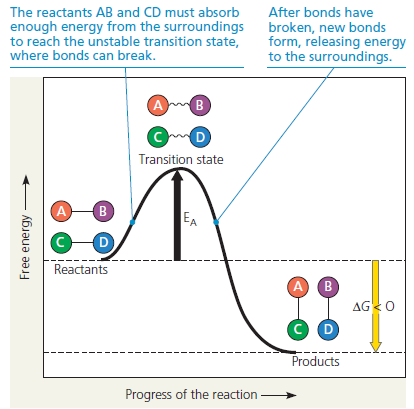 The reactants AB and CD must absorb
enough energy from the surroundings
to reach the unstable transition state,
where bonds can break.
After bonds have
broken, new bonds
form, releasing energy
to the surroundings.
A B
C D
Transition state
A B
C D
Reactants
EA
Free energy
A B
C D
ΔG < O
Products
Progress of the reaction